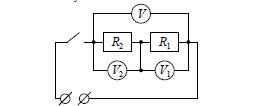 V
R₂ R₁
V₂ V₁